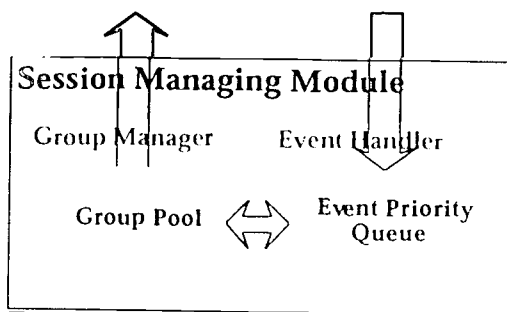 Session Managing Module
Group Manager Event Handler
Group Pool Event Priority
Queue